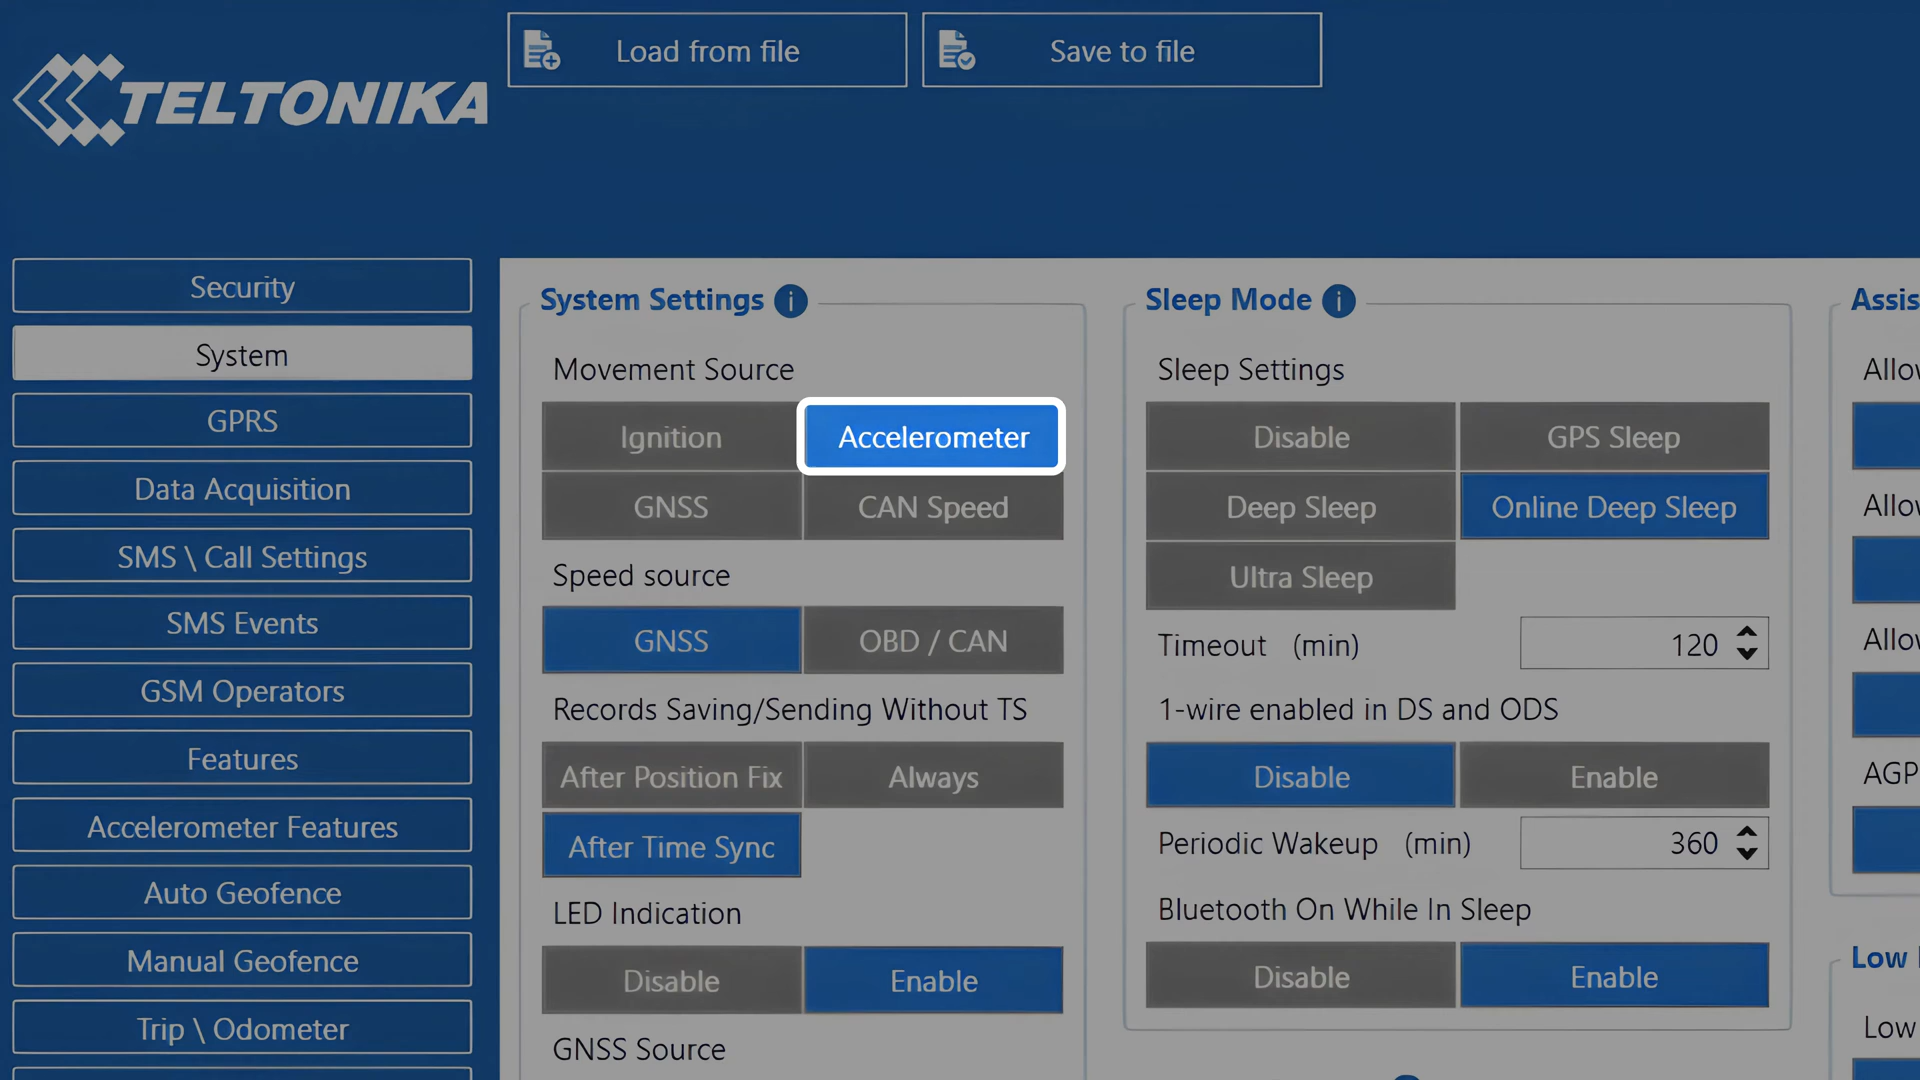 Load from file
Save to file
TELTONIKA
Security
System
GPRS
Data Acquisition
SMS \ Call Settings
SMS Events
GSM Operators
Features
Accelerometer Features
Auto Geofence
Manual Geofence
Trip \ Odometer
System Settings i
Movement Source
Ignition Accelerometer
GNSS CAN Speed
Speed source
GNSS OBD / CAN
Records Saving/Sending Without TS
After Position Fix Always
After Time Sync
LED Indication
Disable Enable
GNSS Source
Sleep Mode i
Sleep Settings
Disable GPS Sleep
Deep Sleep Online Deep Sleep
Ultra Sleep
Timeout (min) 120
1-wire enabled in DS and ODS
Disable Enable
Periodic Wakeup (min) 360
Bluetooth On While In Sleep
Disable Enable
Low
Low